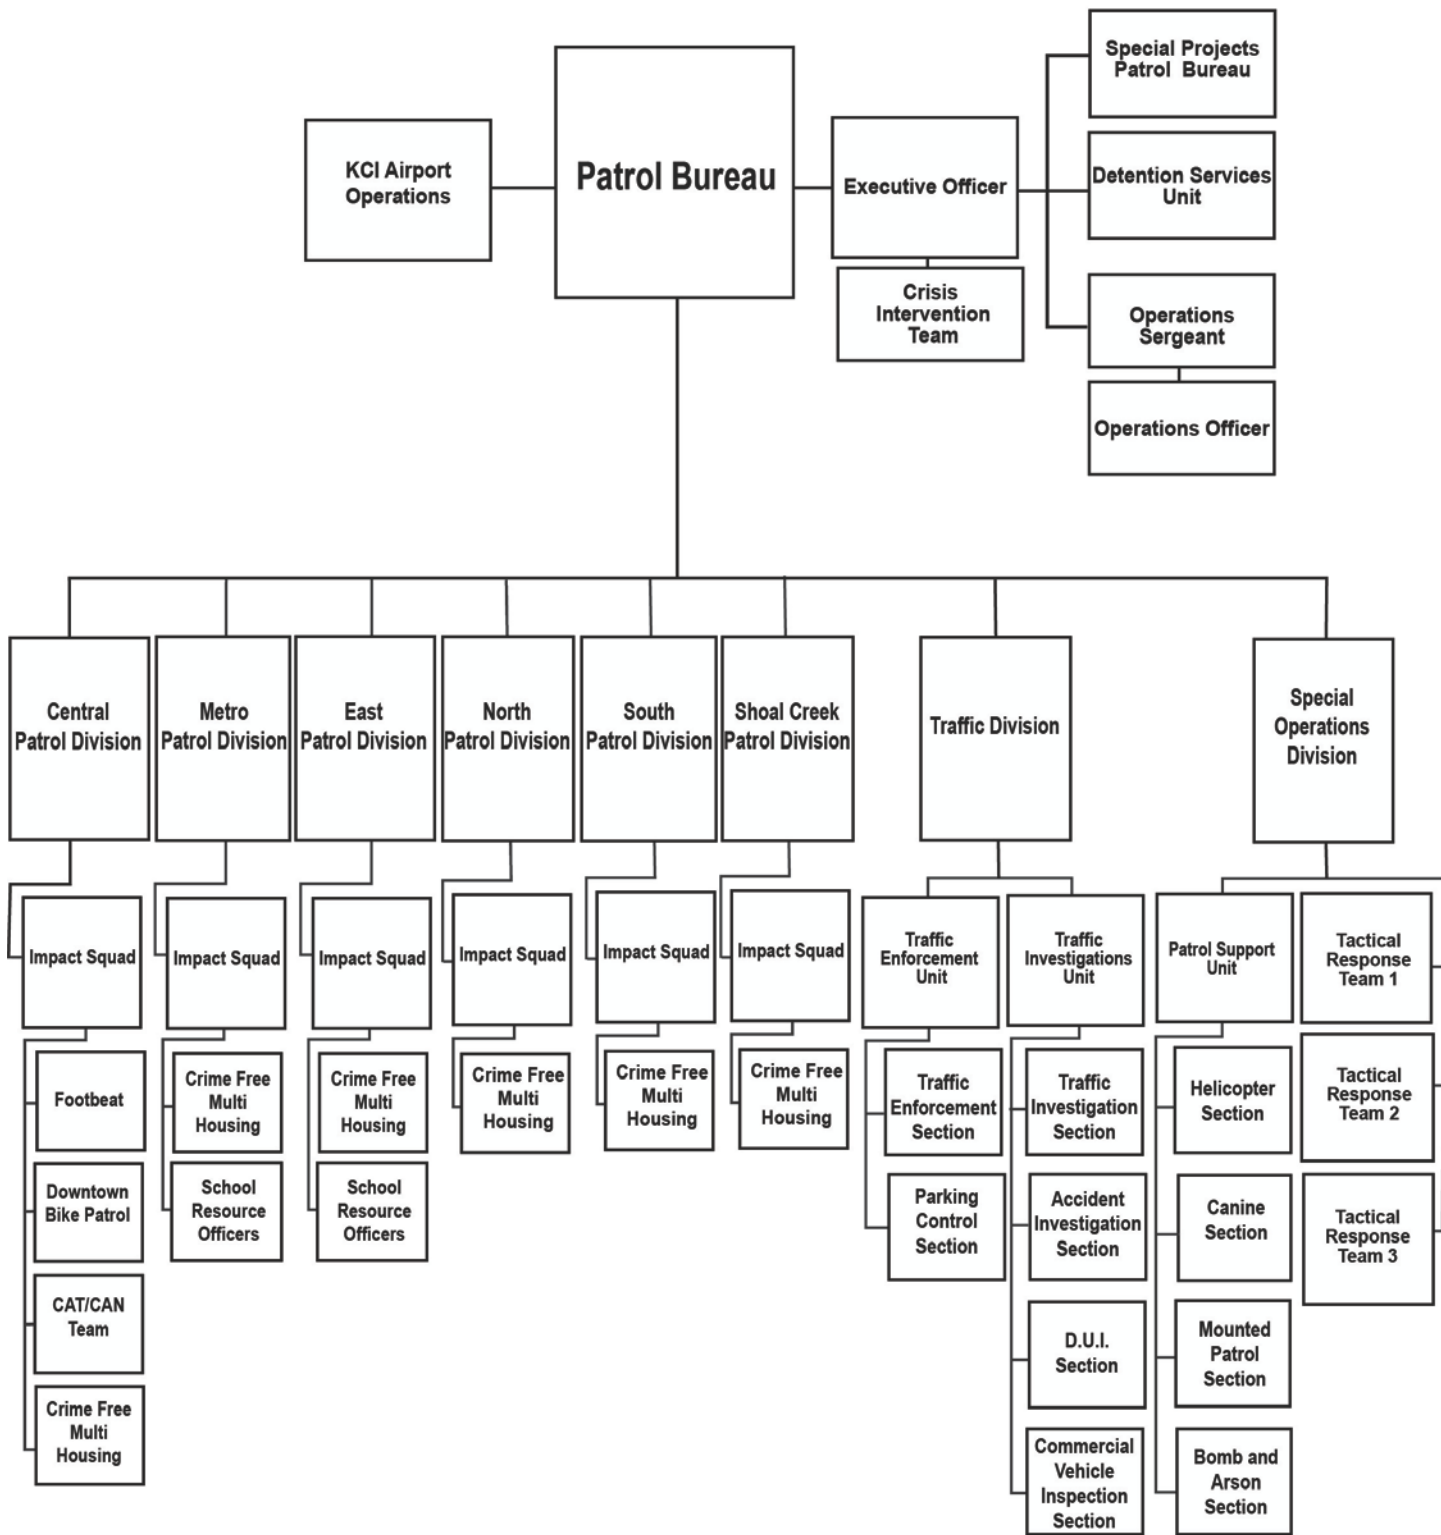 Special Projects
Patrol Bureau
KCI Airport
Operations
Patrol Bureau
Executive Officer
Detention Services
Unit
Crisis
Intervention
Team
Operations
Sergeant
Operations Officer
Central
Patrol Division
Metro
Patrol Division
East
Patrol Division
North
Patrol Division
South
Patrol Division
Shoal Creek
Patrol Division
Traffic Division
Special
Operations
Division
Impact Squad
Impact Squad
Impact Squad
Impact Squad
Impact Squad
Impact Squad
Traffic
Enforcement
Unit
Traffic
Investigations
Unit
Patrol Support
Unit
Tactical
Response
Team 1
Footbeat
Crime Free
Multi
Housing
Crime Free
Multi
Housing
Crime Free
Multi
Housing
Crime Free
Multi
Housing
Crime Free
Multi
Housing
Traffic
Enforcement
Section
Traffic
Investigation
Section
Helicopter
Section
Tactical
Response
Team 2
Downtown
Bike Patrol
School
Resource
Officers
School
Resource
Officers
Parking
Control
Section
Accident
Investigation
Section
Canine
Section
Tactical
Response
Team 3
CAT/CAN
Team
D.U.I.
Section
Mounted
Patrol
Section
Crime Free
Multi
Housing
Commercial
Vehicle
Inspection
Section
Bomb and
Arson
Section